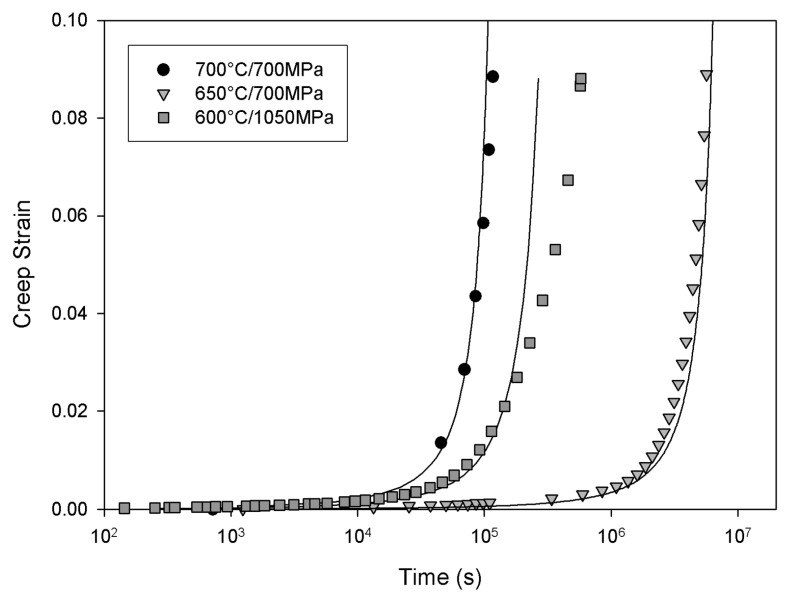 0.10
700°C/700MPa
650°C/700MPa
600°C/1050MPa
0.08
0.06
0.04
0.02
0.00
Creep Strain
10² 10³ 10⁴ 10⁵ 10⁶ 10⁷
Time (s)